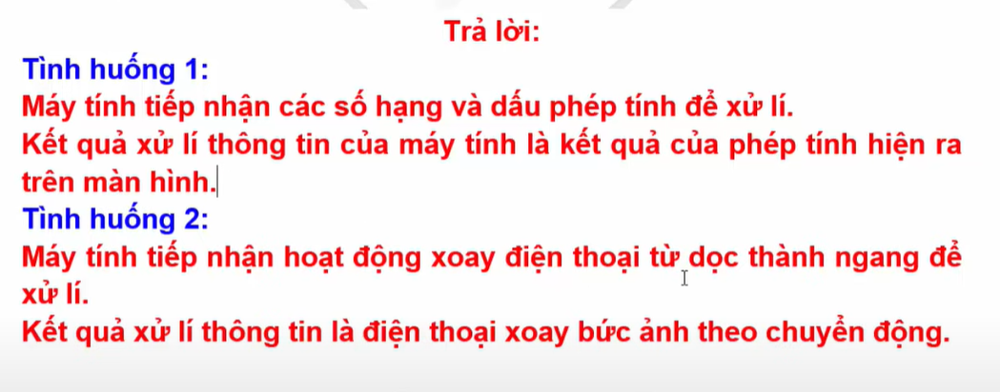 Trả lời:
Tình huống 1:
Máy tính tiếp nhận các số hạng và dấu phép tính để xử lí.
Kết quả xử lí thông tin của máy tính là kết quả của phép tính hiện ra
trên màn hình.
Tình huống 2:
Máy tính tiếp nhận hoạt động xoay điện thoại từ dọc thành ngang để
xử lí.
Kết quả xử lí thông tin là điện thoại xoay bức ảnh theo chuyển động.